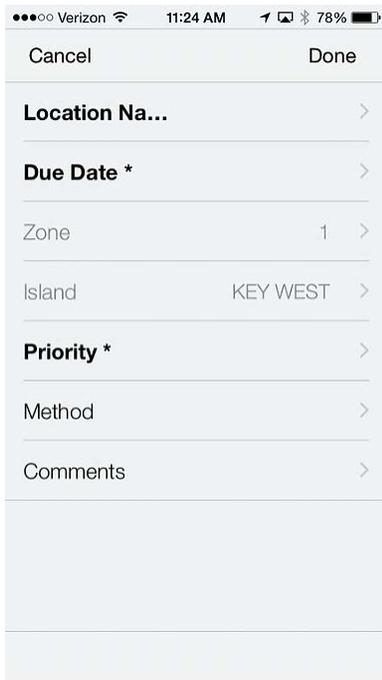 Verizon 11:24 AM 78%
Cancel Done
Location Na...
Due Date *
Zone 1
Island KEY WEST
Priority *
Method
Comments